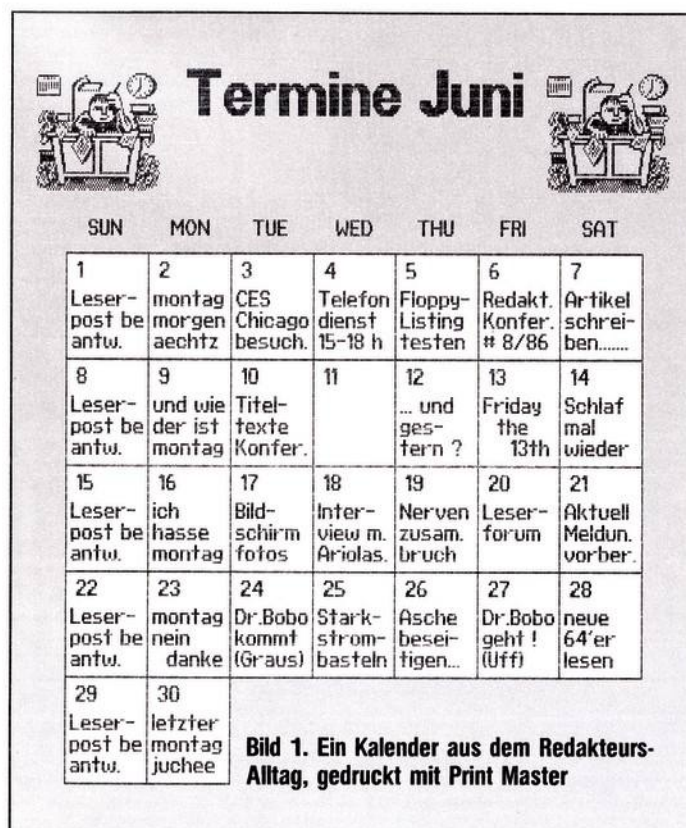 Termine Juni
SUN MON TUE WED THU FRI SAT
1 2 3 4 5 6 7
Leser- montag CES Telefon Floppy- Redakt. Artikel
post be morgen Chicago dienst Listing Konfer. schrei-
antw. aechtz besuch. 15-18 h testen # 8/86 ben.......
8 9 10 11 12 13 14
Leser- und wie Titel- ... und Friday Schlaf
post be der ist texte ges- the mal
antw. montag Konfer. tern ? 13th wieder
15 16 17 18 19 20 21
Leser- ich Bild- Inter- Nerven Leser- Aktuell
post be hasse schirm view m. zusam. forum Meldun.
antw. montag fotos Ariolas. bruch vorber.
22 23 24 25 26 27 28
Leser- montag Dr.Bobo Stark- Asche Dr.Bobo neue
post be nein kommt strom- besei- geht ! 64'er
antw. danke (Graus) basteln tigen... (Uff) lesen
29 30
Leser- letzter
post be montag
antw. juchee
Bild 1. Ein Kalender aus dem Redakteurs-
Alltag, gedruckt mit Print Master